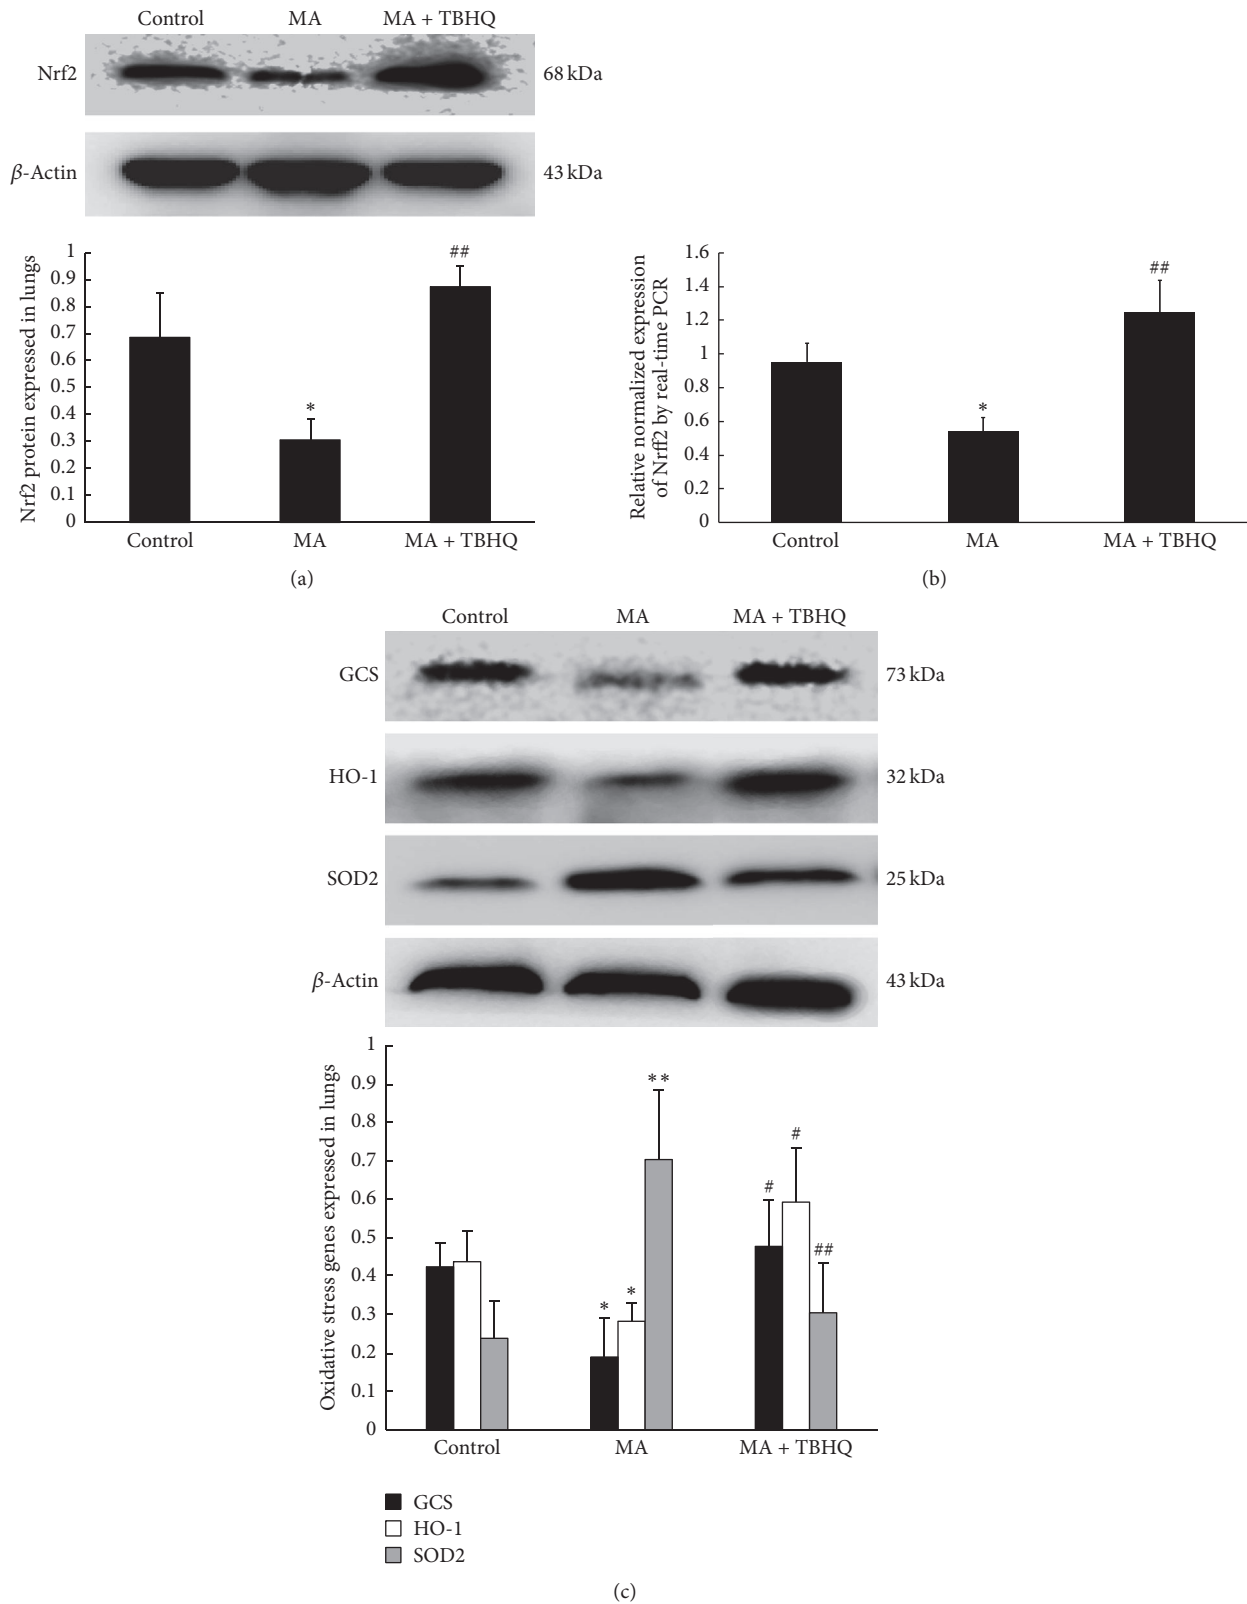 Control MA MA + TBHQ
Nrf2 68 kDa
β-Actin 43 kDa
Nrf2 protein expressed in lungs
1
0.9
0.8
0.7
0.6
0.5
0.4
0.3
0.2
0.1
0
*
##
Control MA MA + TBHQ
(a)
Relative normalized expression
of Nrff2 by real-time PCR
1.6
1.4
1.2
1
0.8
0.6
0.4
0.2
0
*
##
Control MA MA + TBHQ
(b)
Control MA MA + TBHQ
GCS 73 kDa
HO-1 32 kDa
SOD2 25 kDa
β-Actin 43 kDa
Oxidative stress genes expressed in lungs
1
0.9
0.8
0.7
0.6
0.5
0.4
0.3
0.2
0.1
0
* * **
# # ##
Control MA MA + TBHQ
GCS
HO-1
SOD2
(c)